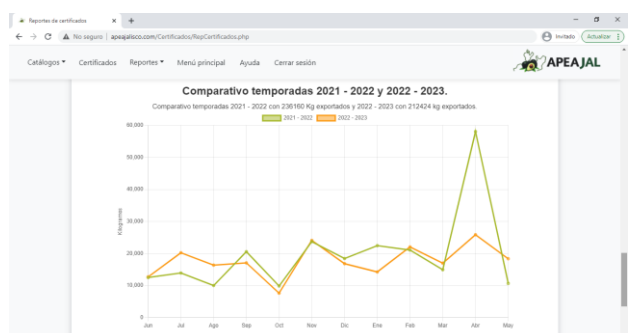 Reportes de certificados
No seguro | apeajalisco.com/Certificados/RepCertificados.php
Invitado
Actualizar
Catálogos Certificados Reportes Menú principal Ayuda Cerrar sesión
APEAJAL
Comparativo temporadas 2021 - 2022 y 2022 - 2023.
Comparativo temporadas 2021 - 2022 con 236160 Kg exportados y 2022 - 2023 con 212424 kg exportados.
2021 - 2022 2022 - 2023
60,000
50,000
40,000
30,000
20,000
10,000
0
Kilogramos
Jun Jul Ago Sep Oct Nov Dic Ene Feb Mar Abr May